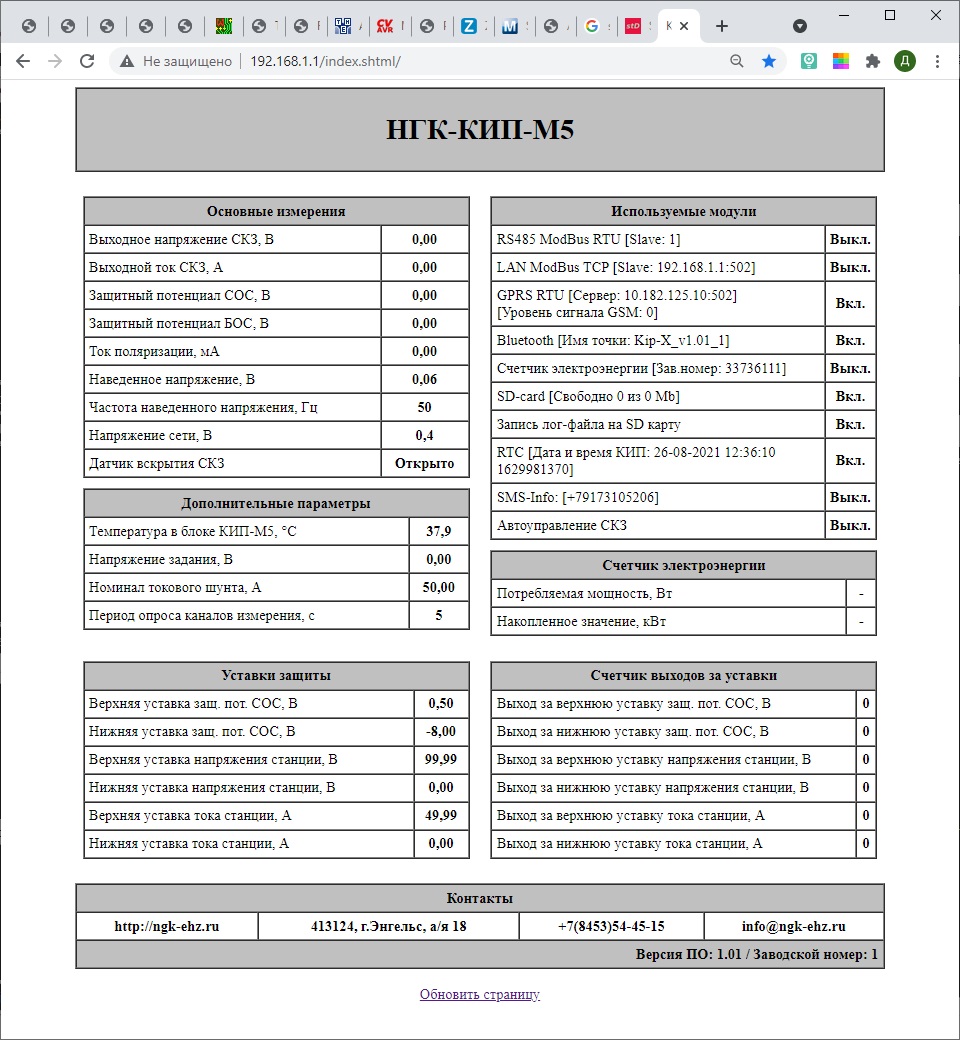 Не защищено 192.168.1.1/index.shtml/
НГК-КИП-М5
Основные измерения
Выходное напряжение СКЗ, В 0,00
Выходной ток СКЗ, А 0,00
Защитный потенциал СОС, В 0,00
Защитный потенциал БОС, В 0,00
Ток поляризации, мА 0,00
Наведенное напряжение, В 0,06
Частота наведенного напряжения, Гц 50
Напряжение сети, В 0,4
Датчик вскрытия СКЗ Открыто
Дополнительные параметры
Температура в блоке КИП-М5, °С 37,9
Напряжение задания, В 0,00
Номинал токового шунта, А 50,00
Период опроса каналов измерения, с 5
Используемые модули
RS485 ModBus RTU [Slave: 1] Выкл.
LAN ModBus TCP [Slave: 192.168.1.1:502] Выкл.
GPRS RTU [Сервер: 10.182.125.10:502]
[Уровень сигнала GSM: 0] Вкл.
Bluetooth [Имя точки: Kip-X_v1.01_1] Вкл.
Счетчик электроэнергии [Зав.номер: 33736111] Выкл.
SD-card [Свободно 0 из 0 Mb] Вкл.
Запись лог-файла на SD карту Вкл.
RTC [Дата и время КИП: 26-08-2021 12:36:10
1629981370] Вкл.
SMS-Info: [+79173105206] Выкл.
Автоуправление СКЗ Выкл.
Счетчик электроэнергии
Потребляемая мощность, Вт -
Накопленное значение, кВт -
Уставки защиты
Верхняя уставка защ. пот. СОС, В 0,50
Нижняя уставка защ. пот. СОС, В -8,00
Верхняя уставка напряжения станции, В 99,99
Нижняя уставка напряжения станции, В 0,00
Верхняя уставка тока станции, А 49,99
Нижняя уставка тока станции, А 0,00
Счетчик выходов за уставки
Выход за верхнюю уставку защ. пот. СОС, В 0
Выход за нижнюю уставку защ. пот. СОС, В 0
Выход за верхнюю уставку напряжения станции, В 0
Выход за нижнюю уставку напряжения станции, В 0
Выход за верхнюю уставку тока станции, А 0
Выход за нижнюю уставку тока станции, А 0
Контакты
http://ngk-ehz.ru 413124, г.Энгельс, а/я 18 +7(8453)54-45-15 info@ngk-ehz.ru
Версия ПО: 1.01 / Заводской номер: 1
Обновить страницу